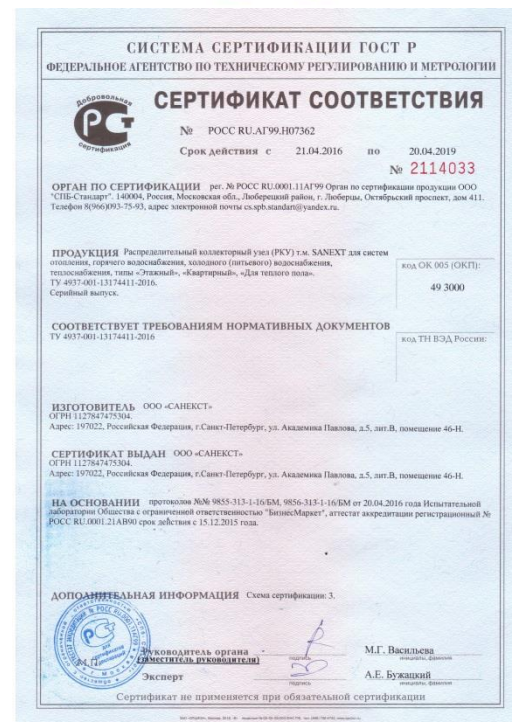 СИСТЕМА СЕРТИФИКАЦИИ ГОСТ Р
ФЕДЕРАЛЬНОЕ АГЕНТСТВО ПО ТЕХНИЧЕСКОМУ РЕГУЛИРОВАНИЮ И МЕТРОЛОГИИ
Добровольная
сертификация
СЕРТИФИКАТ СООТВЕТСТВИЯ
№ РОСС RU.АГ99.Н07362
Срок действия с 21.04.2016 по 20.04.2019
№ 2114033
ОРГАН ПО СЕРТИФИКАЦИИ рег. № РОСС RU.0001.11АГ99 Орган по сертификации продукции ООО
"СПБ-Стандарт". 140004, Россия, Московская обл., Люберецкий район, г. Люберцы, Октябрьский проспект, дом 411.
Телефон 8(966)093-75-93, адрес электронной почты cs.spb.standart@yandex.ru.
ПРОДУКЦИЯ Распределительный коллекторный узел (РКУ) т.м. SANEXT для систем
отопления, горячего водоснабжения, холодного (питьевого) водоснабжения,
теплоснабжения, типы «Этажный», «Квартирный», «Для теплого пола».
ТУ 4937-001-13174411-2016.
Серийный выпуск.
код ОК 005 (ОКП):
49 3000
СООТВЕТСТВУЕТ ТРЕБОВАНИЯМ НОРМАТИВНЫХ ДОКУМЕНТОВ
ТУ 4937-001-13174411-2016
код ТН ВЭД России:
ИЗГОТОВИТЕЛЬ ООО «САНЕКСТ»
ОГРН 1127847475304.
Адрес: 197022, Российская Федерация, г.Санкт-Петербург, ул. Академика Павлова, д.5, лит.В, помещение 46-Н.
СЕРТИФИКАТ ВЫДАН ООО «САНЕКСТ»
ОГРН 1127847475304.
Адрес: 197022, Российская Федерация, г.Санкт-Петербург, ул. Академика Павлова, д.5, лит.В, помещение 46-Н.
НА ОСНОВАНИИ протоколов №№ 9855-313-1-16/БМ, 9856-313-1-16/БМ от 20.04.2016 года Испытательной
лаборатории Общества с ограниченной ответственностью "БизнесМаркет", аттестат аккредитации регистрационный №
РОСС RU.0001.21АВ90 срок действия с 15.12.2015 года.
ДОПОЛНИТЕЛЬНАЯ ИНФОРМАЦИЯ Схема сертификации: 3.
М.П.
Руководитель органа
(заместитель руководителя)
подпись
М.Г. Васильева
инициалы, фамилия
Эксперт
подпись
А.Е. Бужацкий
инициалы, фамилия
Сертификат не применяется при обязательной сертификации